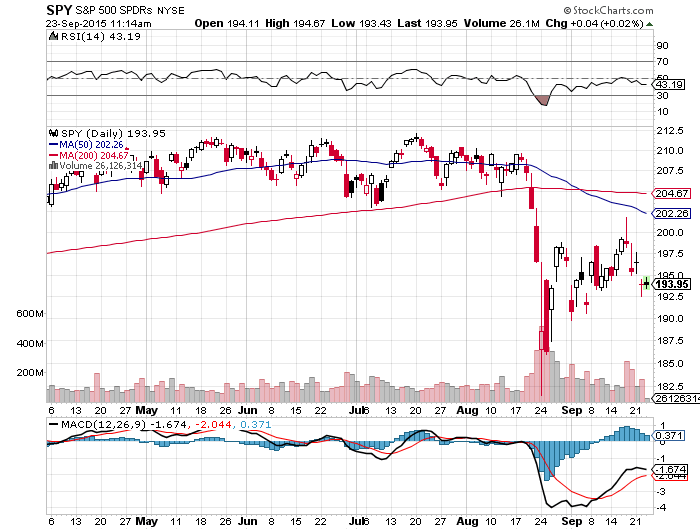 SPY S&P 500 SPDRs NYSE © StockCharts.com
23-Sep-2015 11:14am Open 194.11 High 194.67 Low 193.43 Last 193.95 Volume 26.1M Chg +0.04 (+0.02%)
RSI(14) 43.19
90
70
50
43.19
30
10
SPY (Daily) 193.95
MA(50) 202.26
MA(200) 204.67
Volume 26,126,314
212.5
210.0
207.5
205.0
204.67
202.26
200.0
197.5
195.0
193.95
192.5
190.0
187.5
185.0
182.5
600M
400M
200M
26126314
6 13 20 27 May 11 18 26 Jun 8 15 22 Jul 6 13 20 27 Aug 10 17 24 Sep 8 14 21
MACD(12,26,9) -1.674, -2.044, 0.371
1
0.371
0
-1
-1.674
-2.044
-3
-4
6 13 20 27 May 11 18 26 Jun 8 15 22 Jul 6 13 20 27 Aug 10 17 24 Sep 8 14 21